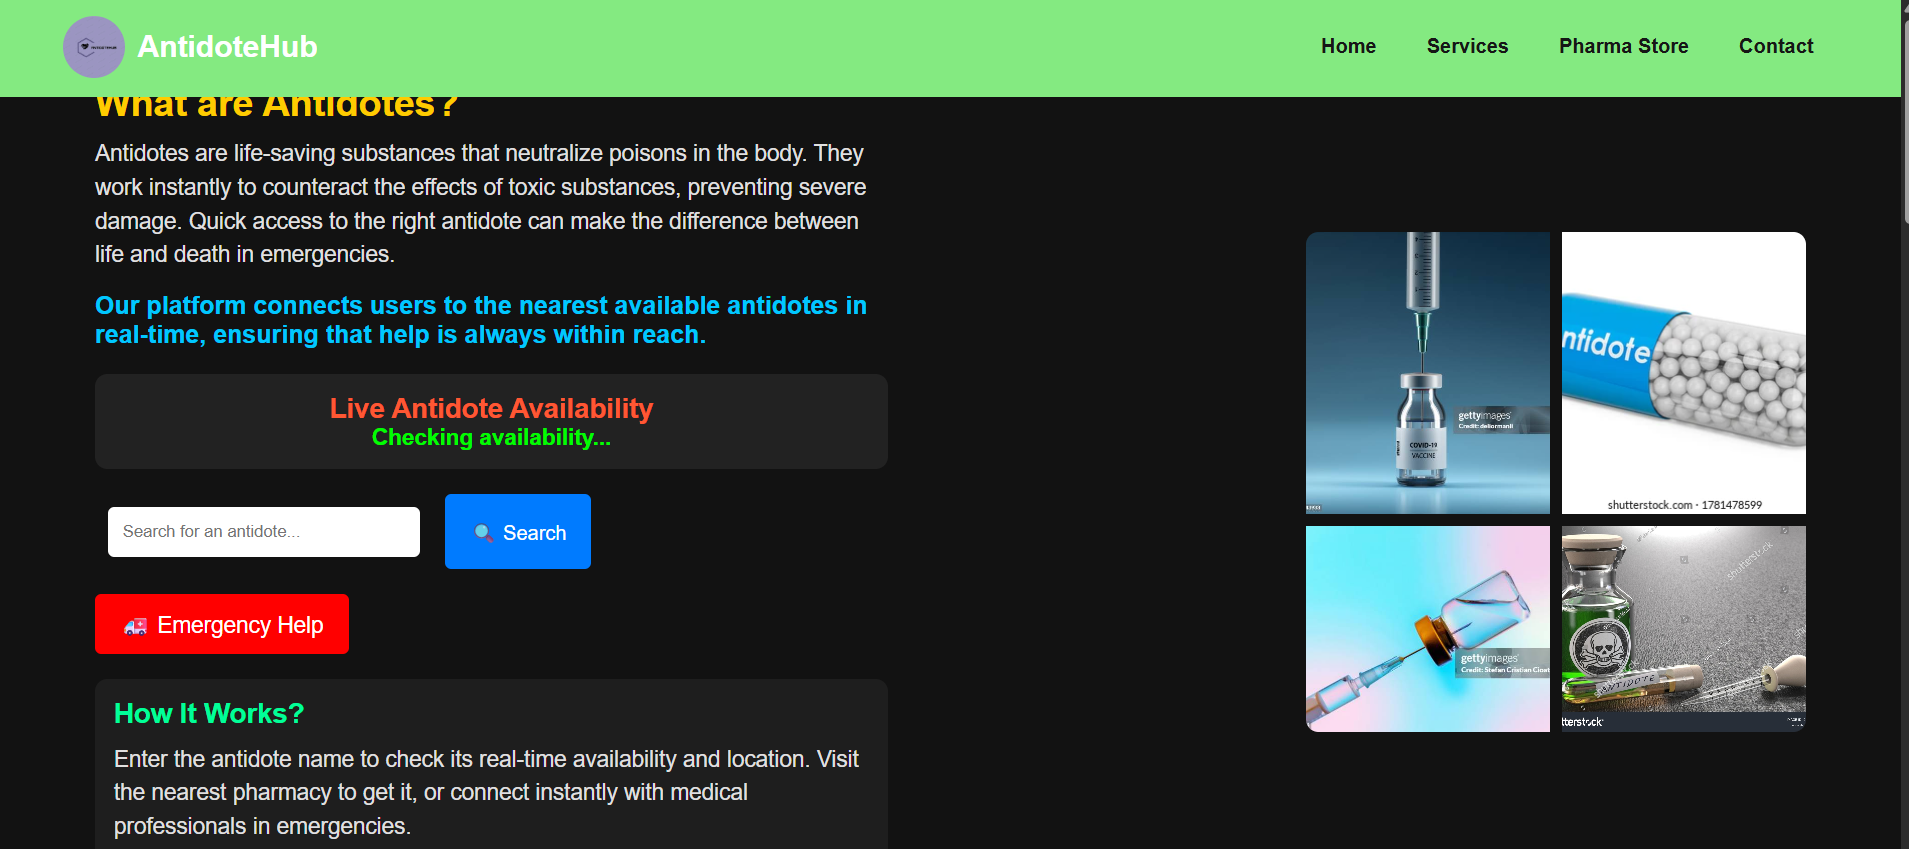 AntidoteHub
Home
Services
Pharma Store
Contact
What are Antidotes?
Antidotes are life-saving substances that neutralize poisons in the body. They
work instantly to counteract the effects of toxic substances, preventing severe
damage. Quick access to the right antidote can make the difference between
life and death in emergencies.
Our platform connects users to the nearest available antidotes in
real-time, ensuring that help is always within reach.
Live Antidote Availability
Checking availability...
Search for an antidote...
Search
Emergency Help
How It Works?
Enter the antidote name to check its real-time availability and location. Visit
the nearest pharmacy to get it, or connect instantly with medical
professionals in emergencies.
gettyimages
Credit: deliormanli
COVID-19
VACCINE
ntidote
shutterstock.com · 1781478599
gettyimages
Credit: Stefan Cristian Cioat
shutterstock
ANTIDOTE
tterstock